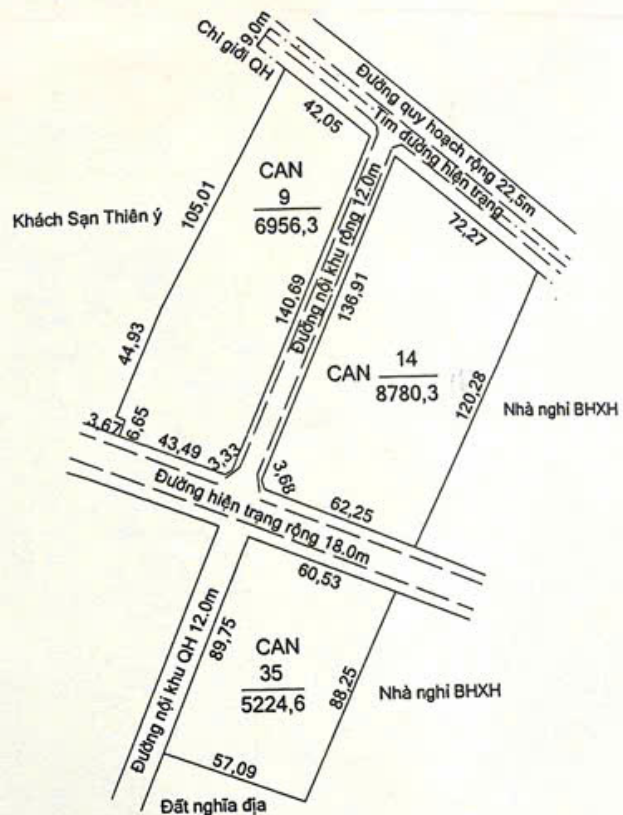 9,0m
Chỉ giới QH
Đường quy hoạch rộng 22,5m
Tim đường hiện trạng
42,05
CAN
9
6956,3
Khách Sạn Thiên ý
105,01
Đường nội khu rộng 12.0m
72,27
140,69
136,91
44,93
CAN
14
8780,3
120,28
Nhà nghỉ BHXH
3,67
6,65
43,49
3,33
3,68
62,25
Đường hiện trạng rộng 18.0m
60,53
Đường nội khu QH 12.0m
89,75
CAN
35
5224,6
88,25
Nhà nghỉ BHXH
57,09
Đất nghĩa địa